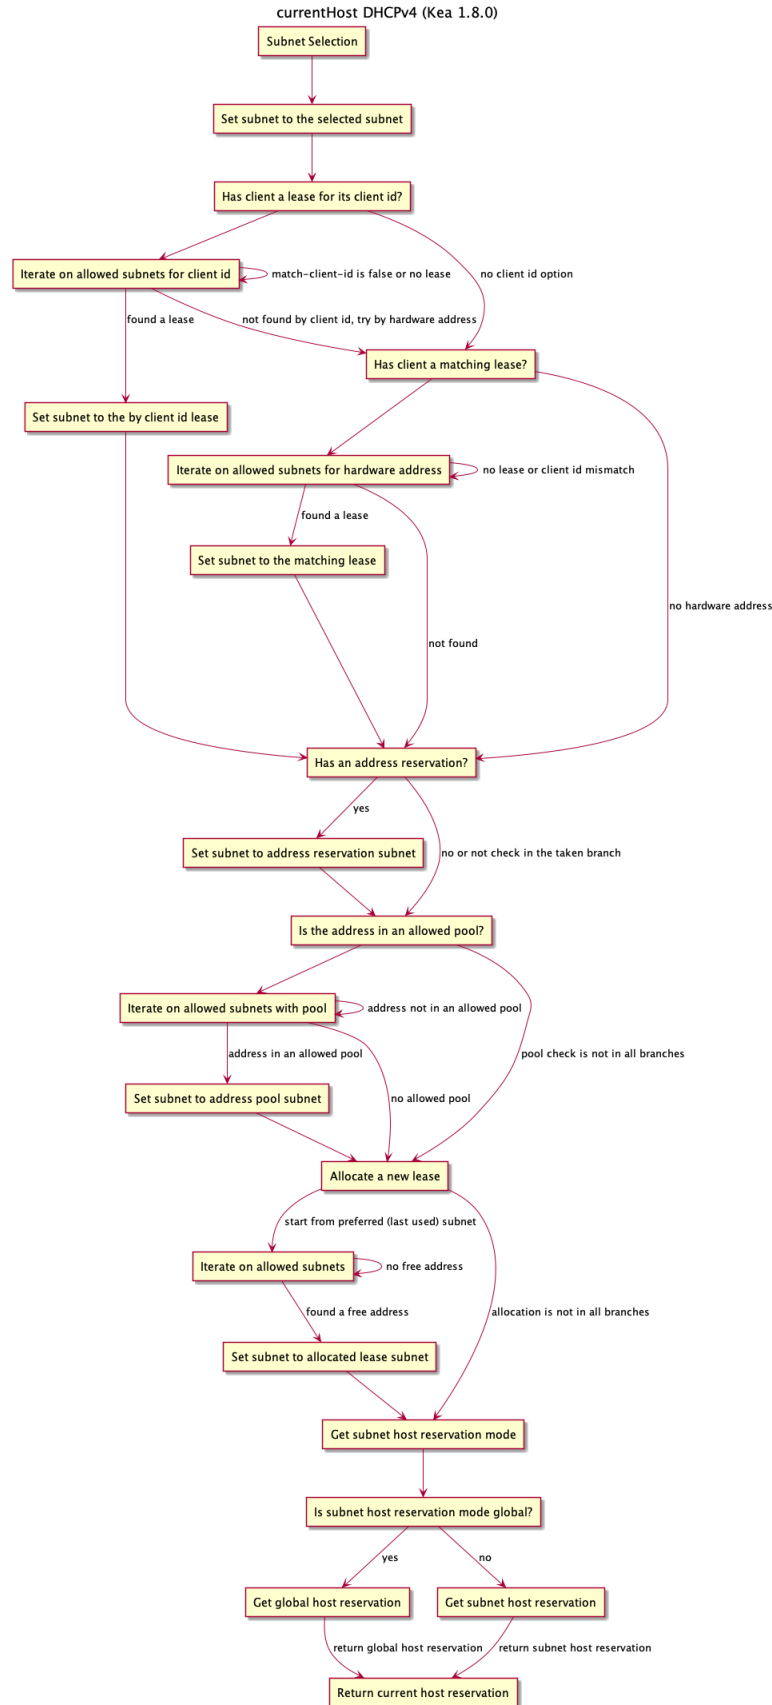 currentHost DHCPv4 (Kea 1.8.0)
Subnet Selection
Set subnet to the selected subnet
Has client a lease for its client id?
Iterate on allowed subnets for client id
match-client-id is false or no lease
no client id option
found a lease
not found by client id, try by hardware address
Has client a matching lease?
Set subnet to the by client id lease
Iterate on allowed subnets for hardware address
no lease or client id mismatch
found a lease
Set subnet to the matching lease
no hardware address
not found
Has an address reservation?
yes
Set subnet to address reservation subnet
no or not check in the taken branch
Is the address in an allowed pool?
Iterate on allowed subnets with pool
address not in an allowed pool
address in an allowed pool
pool check is not in all branches
Set subnet to address pool subnet
no allowed pool
Allocate a new lease
start from preferred (last used) subnet
Iterate on allowed subnets
no free address
found a free address
allocation is not in all branches
Set subnet to allocated lease subnet
Get subnet host reservation mode
Is subnet host reservation mode global?
yes
no
Get global host reservation
Get subnet host reservation
return global host reservation
return subnet host reservation
Return current host reservation